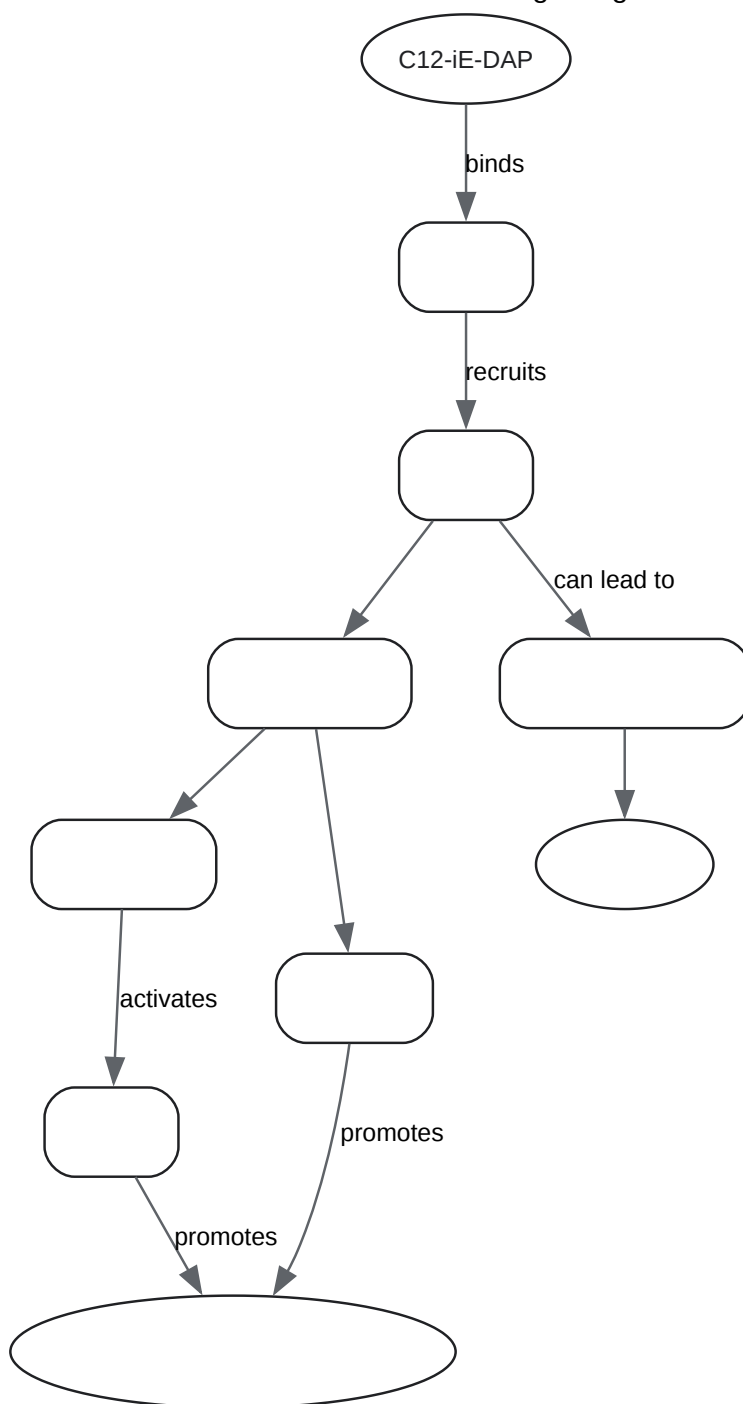 C12-iE-DAP
binds
recruits
can lead to
activates
promotes
promotes